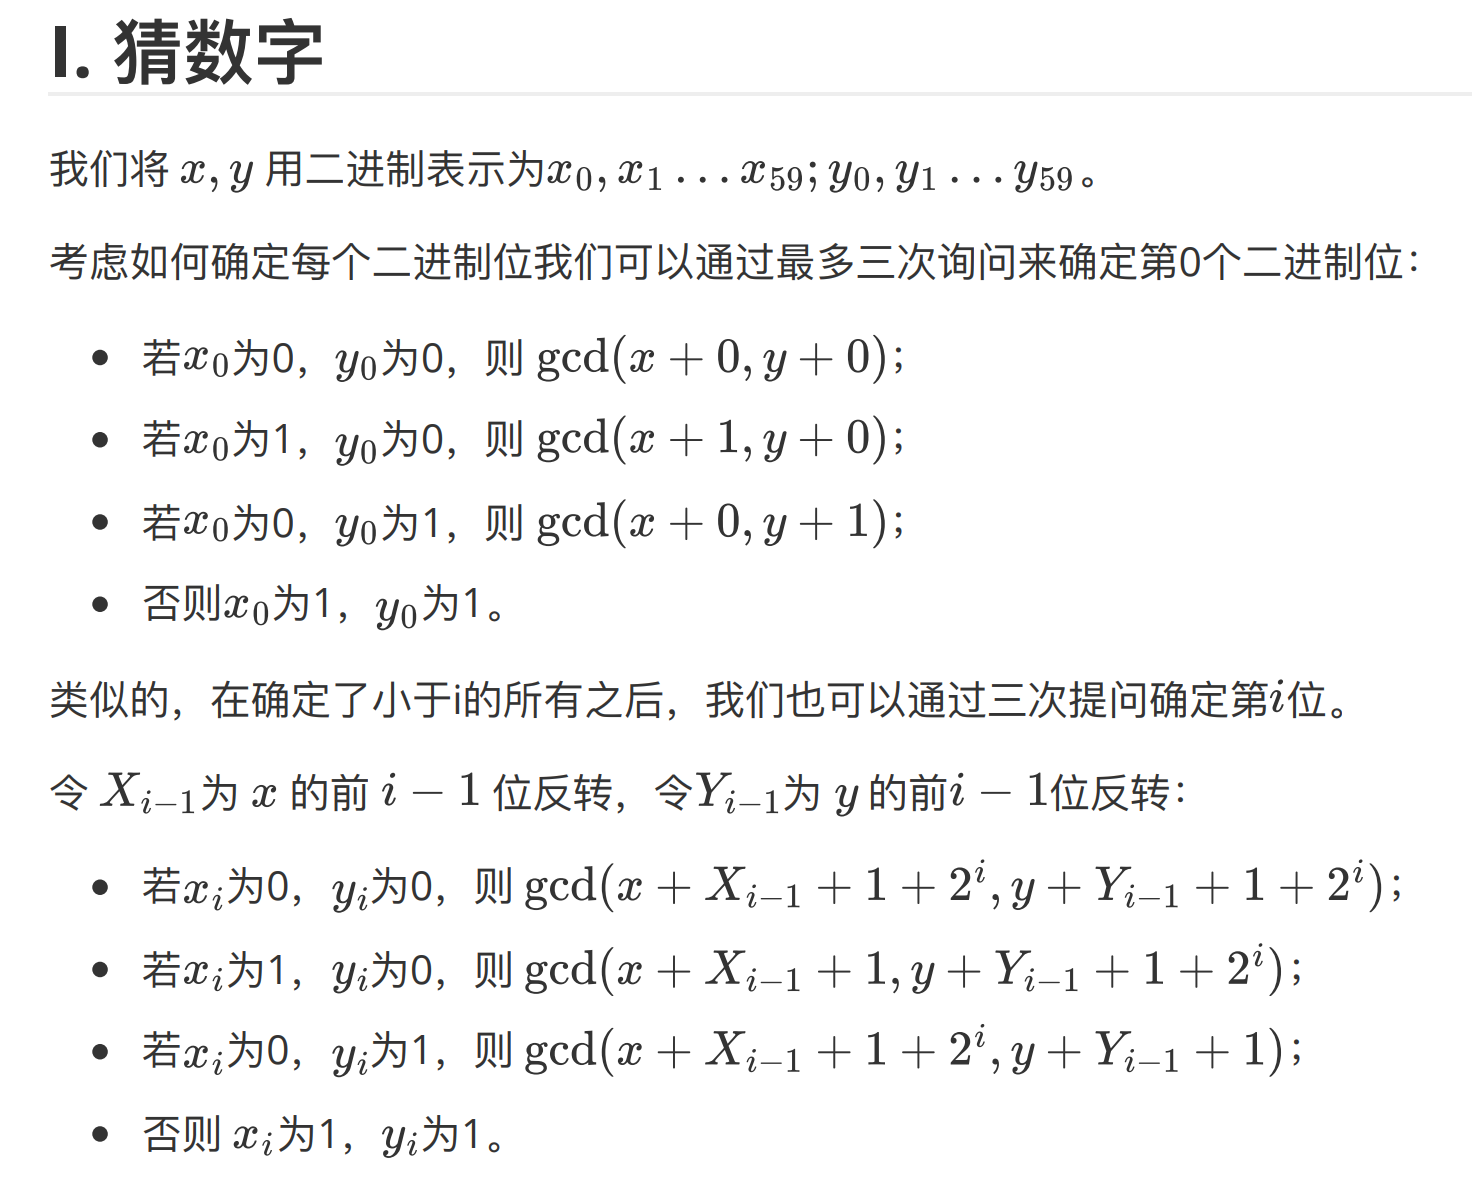 I. 猜数字
我们将 $x, y$ 用二进制表示为$x_0, x_1 \ldots x_{59}; y_0, y_1 \ldots y_{59}$。
考虑如何确定每个二进制位我们可以通过最多三次询问来确定第0个二进制位：
• 若$x_0$为0，$y_0$为0，则 $\gcd(x + 0, y + 0)$；
• 若$x_0$为1，$y_0$为0，则 $\gcd(x + 1, y + 0)$；
• 若$x_0$为0，$y_0$为1，则 $\gcd(x + 0, y + 1)$；
• 否则$x_0$为1，$y_0$为1。
类似的，在确定了小于i的所有之后，我们也可以通过三次提问确定第$i$位。
令 $X_{i-1}$为 $x$ 的前 $i - 1$ 位反转，令$Y_{i-1}$为 $y$ 的前$i - 1$位反转：
• 若$x_i$为0，$y_i$为0，则 $\gcd(x + X_{i-1} + 1 + 2^i, y + Y_{i-1} + 1 + 2^i)$；
• 若$x_i$为1，$y_i$为0，则 $\gcd(x + X_{i-1} + 1, y + Y_{i-1} + 1 + 2^i)$；
• 若$x_i$为0，$y_i$为1，则 $\gcd(x + X_{i-1} + 1 + 2^i, y + Y_{i-1} + 1)$；
• 否则 $x_i$为1，$y_i$为1。